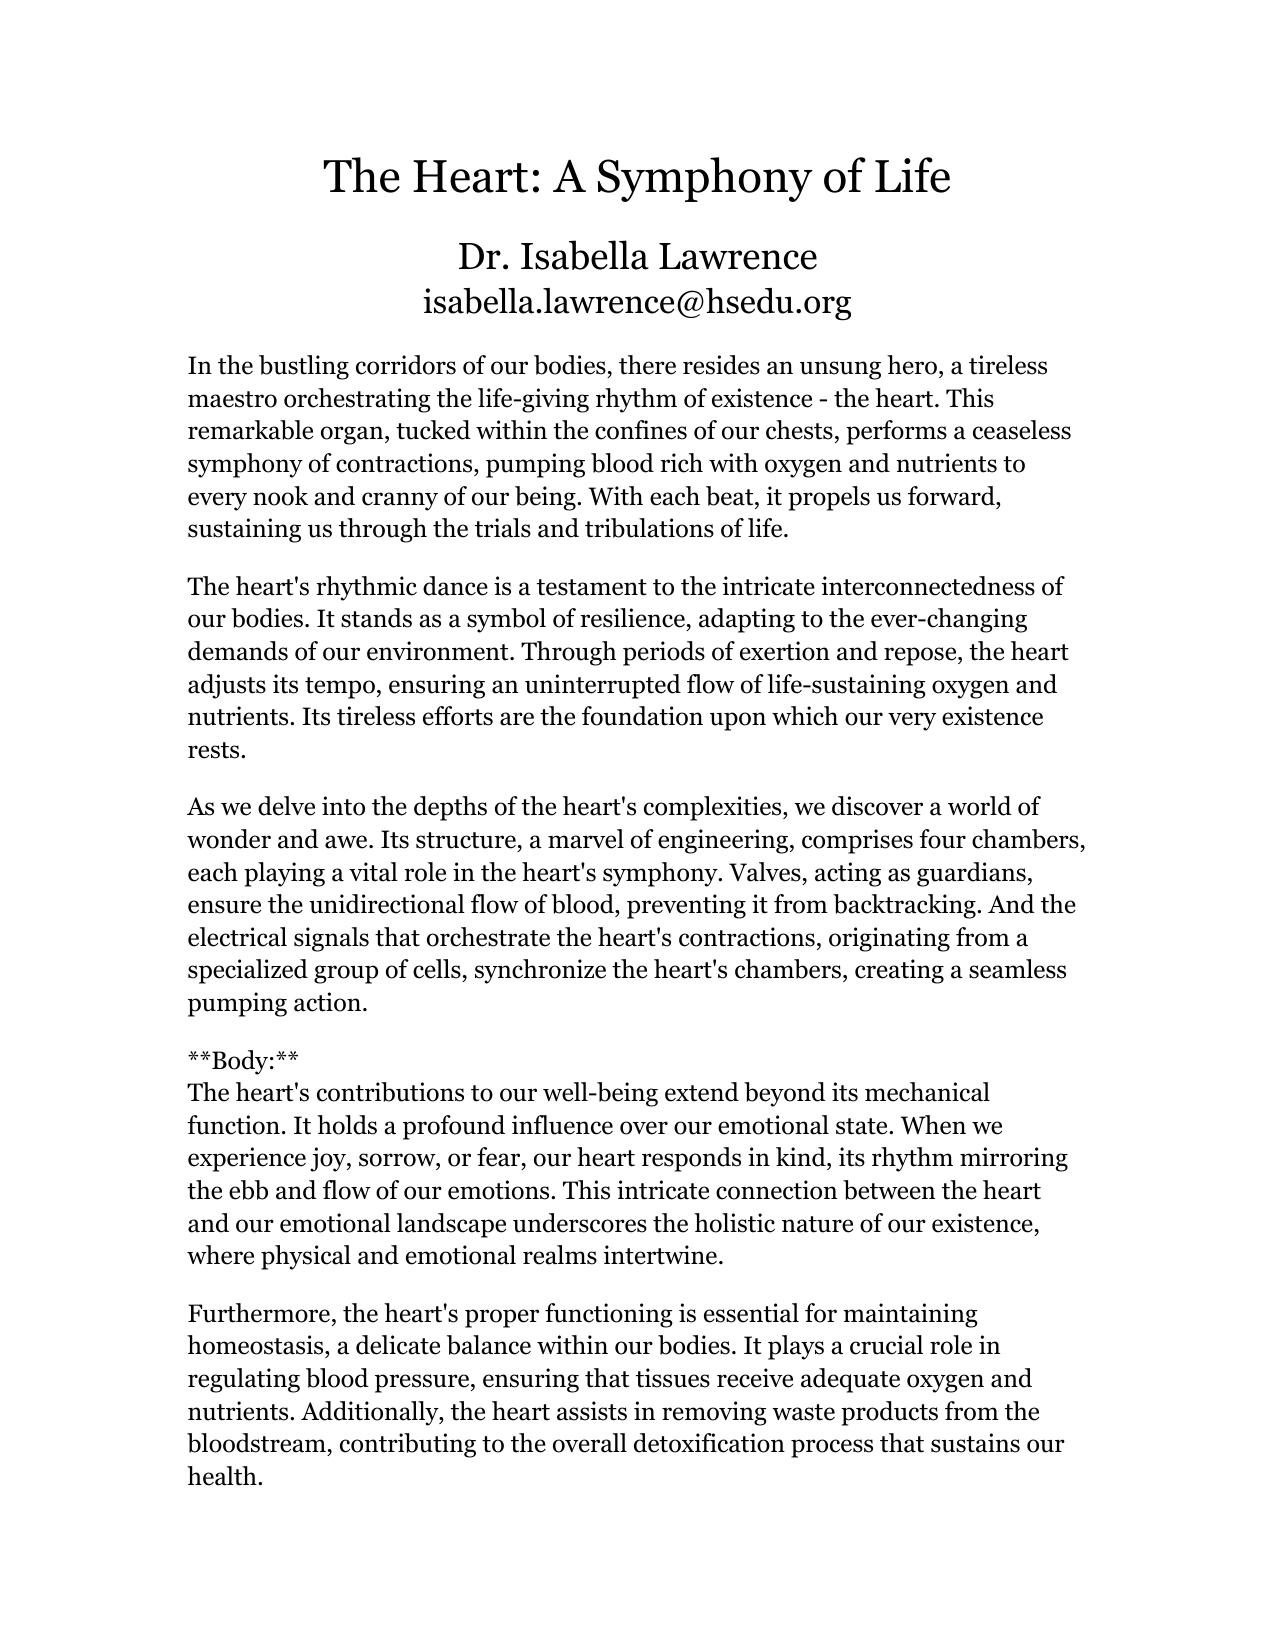 The Heart: A Symphony of Life
Dr. Isabella Lawrence
isabella.lawrence@hsedu.org
In the bustling corridors of our bodies, there resides an unsung hero, a tireless
maestro orchestrating the life-giving rhythm of existence - the heart. This
remarkable organ, tucked within the confines of our chests, performs a ceaseless
symphony of contractions, pumping blood rich with oxygen and nutrients to
every nook and cranny of our being. With each beat, it propels us forward,
sustaining us through the trials and tribulations of life.
The heart's rhythmic dance is a testament to the intricate interconnectedness of
our bodies. It stands as a symbol of resilience, adapting to the ever-changing
demands of our environment. Through periods of exertion and repose, the heart
adjusts its tempo, ensuring an uninterrupted flow of life-sustaining oxygen and
nutrients. Its tireless efforts are the foundation upon which our very existence
rests.
As we delve into the depths of the heart's complexities, we discover a world of
wonder and awe. Its structure, a marvel of engineering, comprises four chambers,
each playing a vital role in the heart's symphony. Valves, acting as guardians,
ensure the unidirectional flow of blood, preventing it from backtracking. And the
electrical signals that orchestrate the heart's contractions, originating from a
specialized group of cells, synchronize the heart's chambers, creating a seamless
pumping action.
**Body:**
The heart's contributions to our well-being extend beyond its mechanical
function. It holds a profound influence over our emotional state. When we
experience joy, sorrow, or fear, our heart responds in kind, its rhythm mirroring
the ebb and flow of our emotions. This intricate connection between the heart
and our emotional landscape underscores the holistic nature of our existence,
where physical and emotional realms intertwine.
Furthermore, the heart's proper functioning is essential for maintaining
homeostasis, a delicate balance within our bodies. It plays a crucial role in
regulating blood pressure, ensuring that tissues receive adequate oxygen and
nutrients. Additionally, the heart assists in removing waste products from the
bloodstream, contributing to the overall detoxification process that sustains our
health.